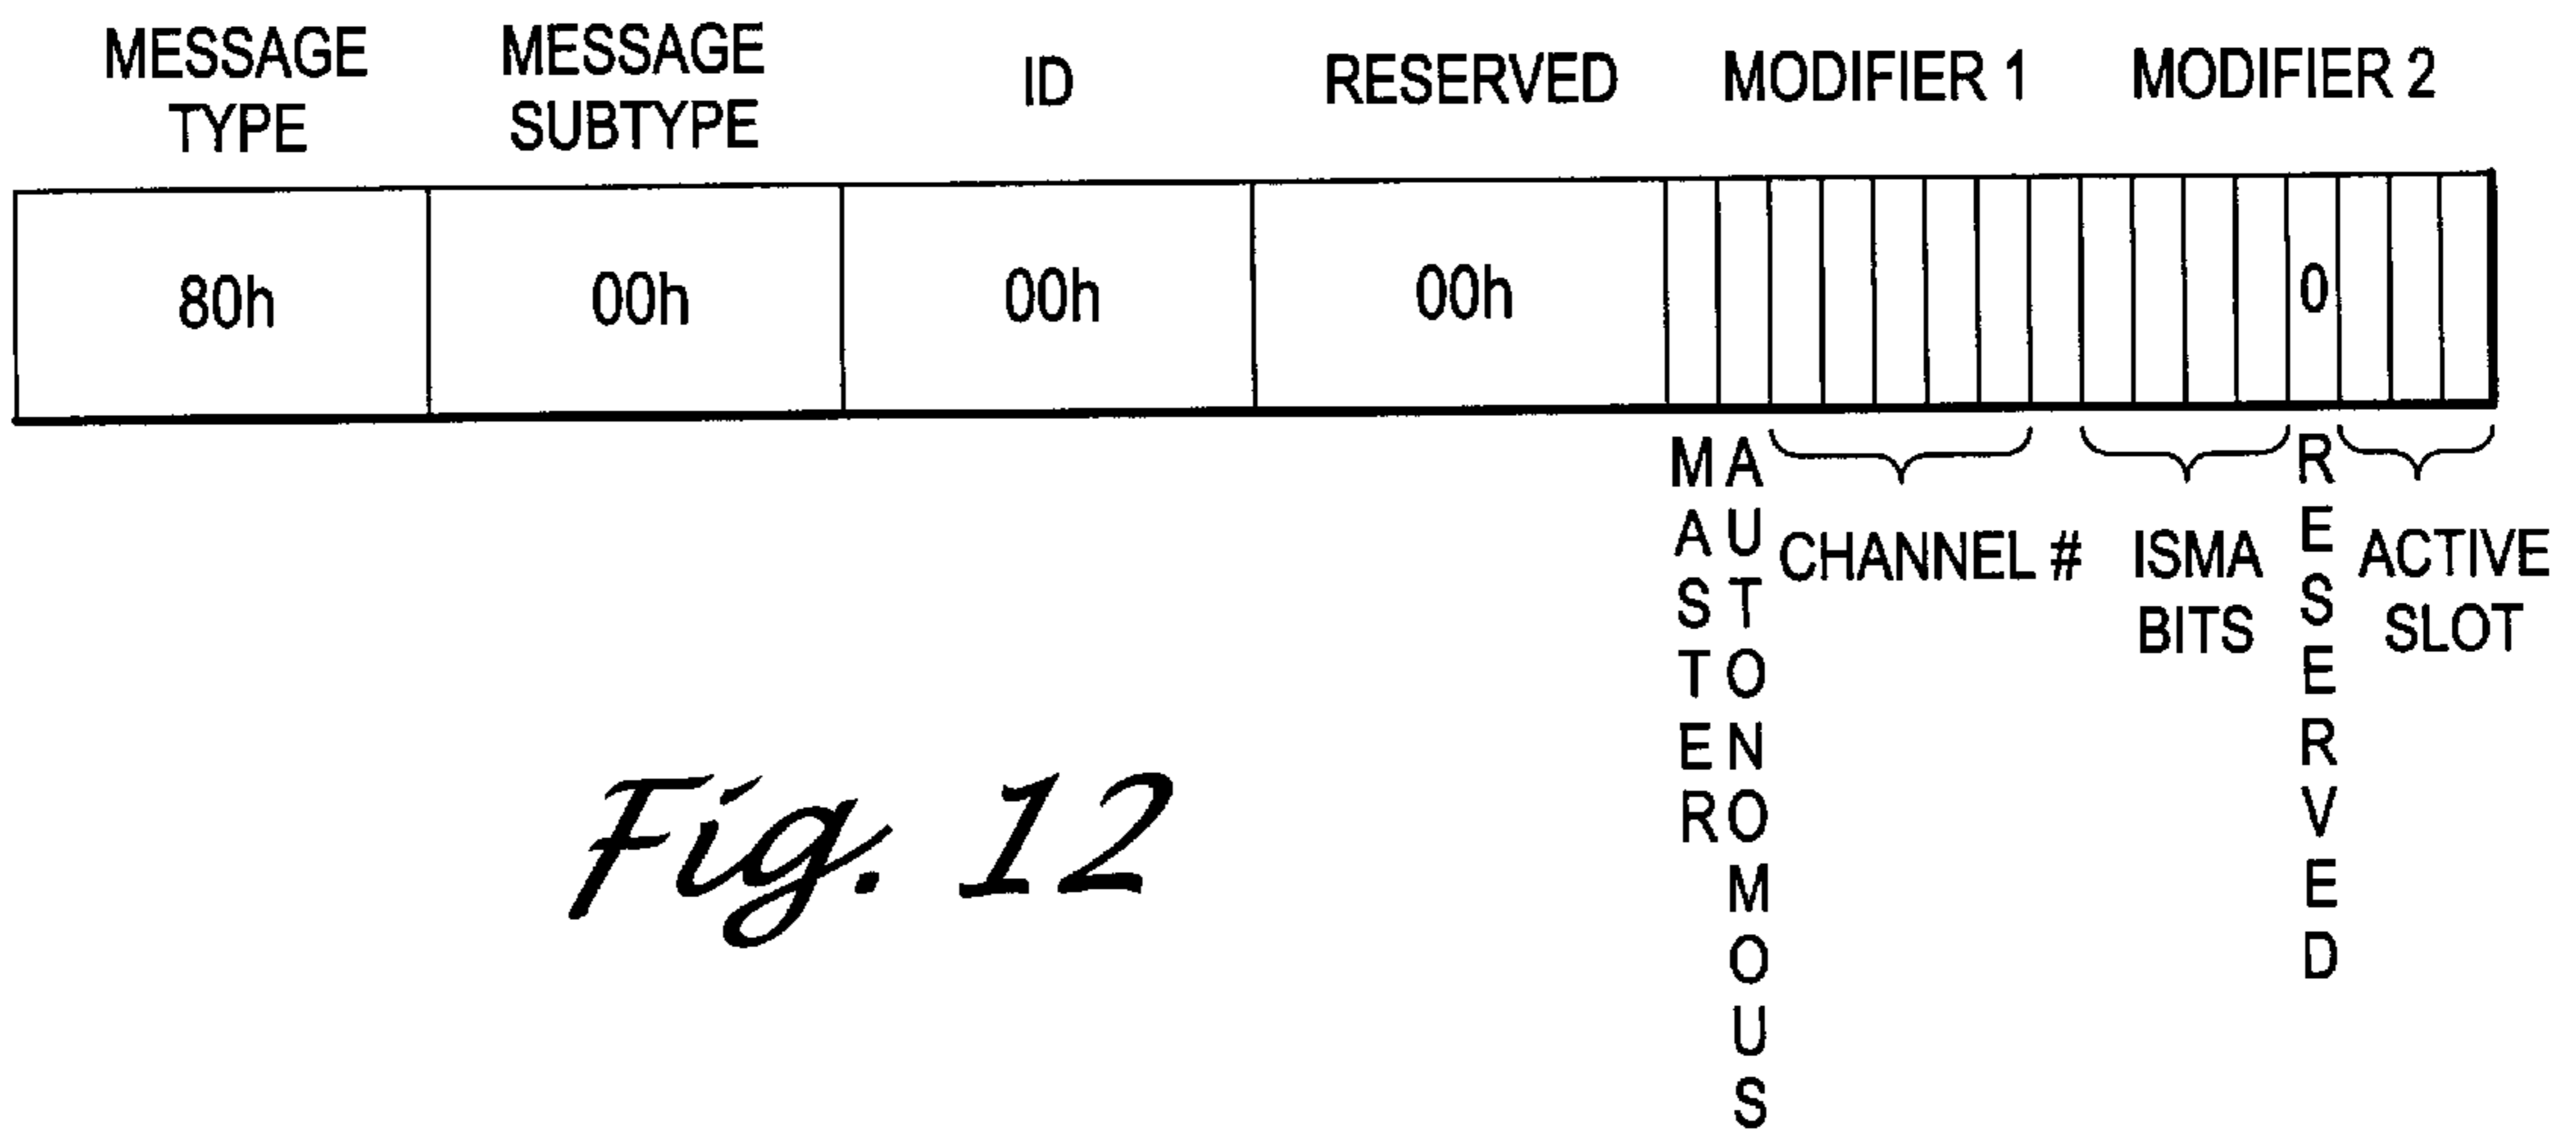 MESSAGE TYPE
MESSAGE SUBTYPE
ID
RESERVED
MODIFIER 1
MODIFIER 2
80h
00h
00h
00h
0
MASTER
AUTONOMOUS
CHANNEL #
ISMA BITS
RESERVED
ACTIVE SLOT
Fig. 12